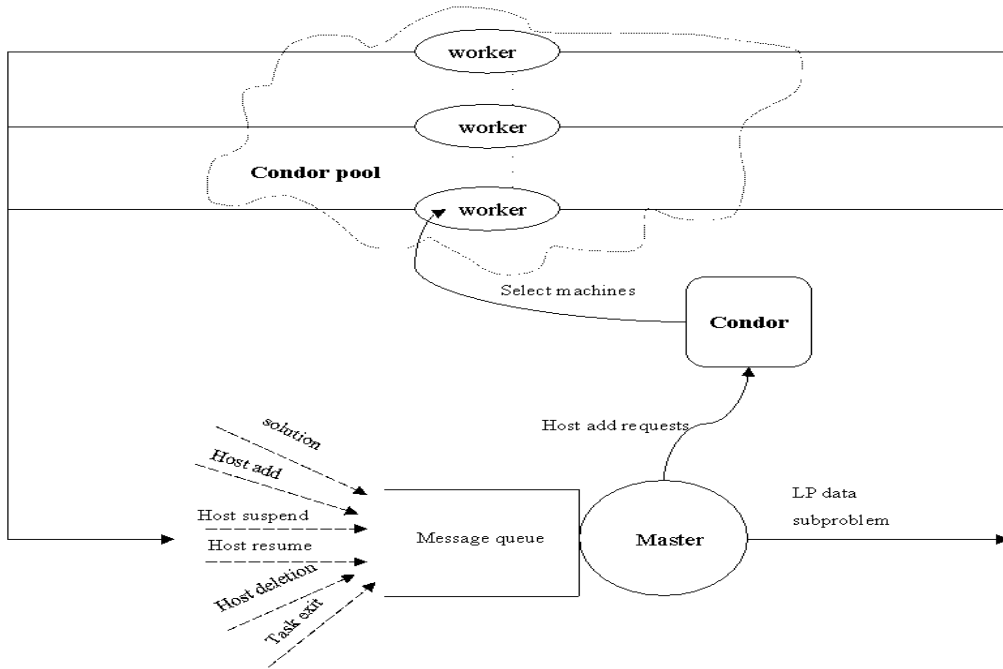 worker
worker
Condor pool
worker
Select machines
Condor
Host add requests
solution
Host add
LP data
subproblem
Host suspend
Message queue
Master
Host resume
Host deletion
Task exit